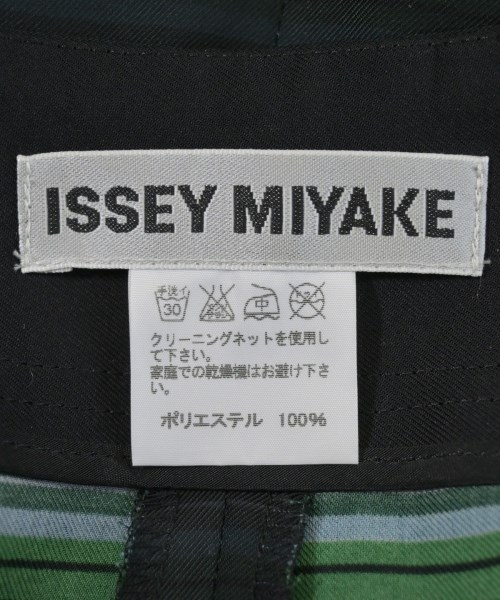 ISSEY MIYAKE
手洗イ
30
中
クリーニングネットを使用し
て下さい。
家庭での乾燥機はお避け下さ
い。
ポリエステル 100%